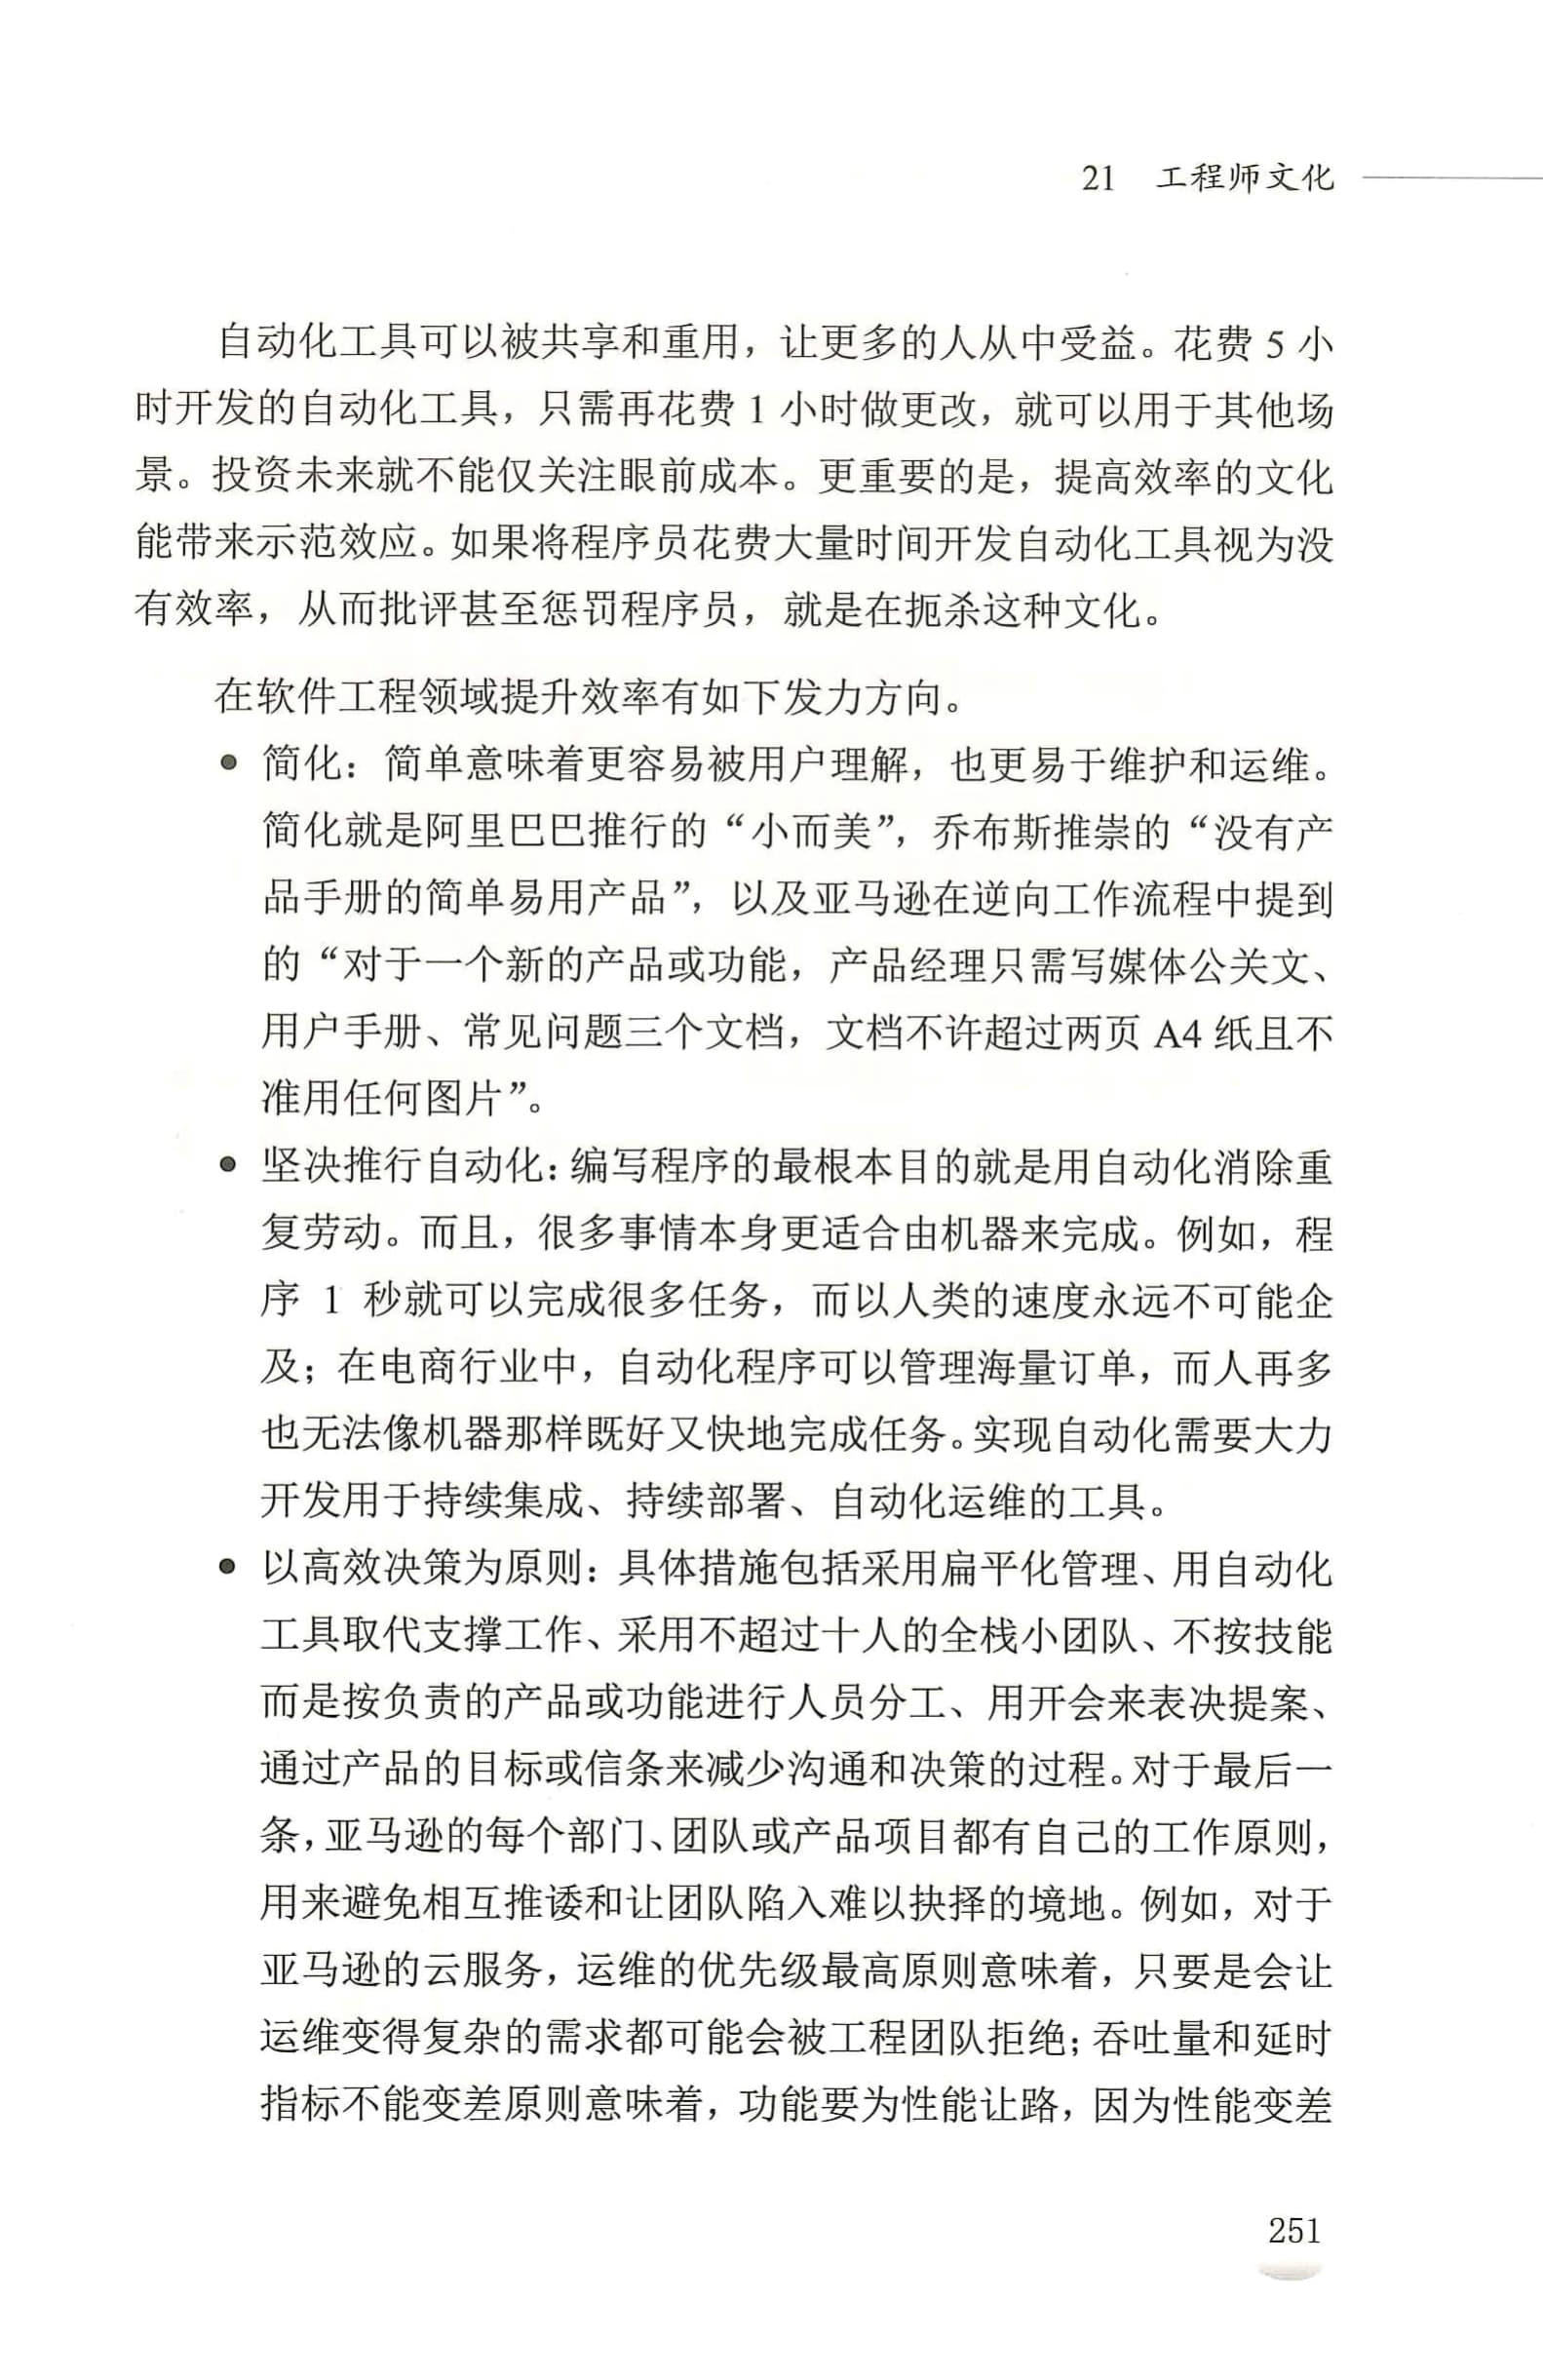 21 工程师文化
自动化工具可以被共享和重用，让更多的人从中受益。花费 5 小
时开发的自动化工具，只需再花费 1 小时做更改，就可以用于其他场
景。投资未来就不能仅关注眼前成本。更重要的是，提高效率的文化
能带来示范效应。如果将程序员花费大量时间开发自动化工具视为没
有效率，从而批评甚至惩罚程序员，就是在扼杀这种文化。
在软件工程领域提升效率有如下发力方向。
● 简化：简单意味着更容易被用户理解，也更易于维护和运维。
简化就是阿里巴巴推行的“小而美”，乔布斯推崇的“没有产
品手册的简单易用产品”，以及亚马逊在逆向工作流程中提到
的“对于一个新的产品或功能，产品经理只需写媒体公关文、
用户手册、常见问题三个文档，文档不许超过两页 A4 纸且不
准用任何图片”。
● 坚决推行自动化：编写程序的最根本目的就是用自动化消除重
复劳动。而且，很多事情本身更适合由机器来完成。例如，程
序 1 秒就可以完成很多任务，而以人类的速度永远不可能企
及；在电商行业中，自动化程序可以管理海量订单，而人再多
也无法像机器那样既好又快地完成任务。实现自动化需要大力
开发用于持续集成、持续部署、自动化运维的工具。
● 以高效决策为原则：具体措施包括采用扁平化管理、用自动化
工具取代支撑工作、采用不超过十人的全栈小团队、不按技能
而是按负责的产品或功能进行人员分工、用开会来表决提案、
通过产品的目标或信条来减少沟通和决策的过程。对于最后一
条，亚马逊的每个部门、团队或产品项目都有自己的工作原则，
用来避免相互推诿和让团队陷入难以抉择的境地。例如，对于
亚马逊的云服务，运维的优先级最高原则意味着，只要是会让
运维变得复杂的需求都可能会被工程团队拒绝；吞吐量和延时
指标不能变差原则意味着，功能要为性能让路，因为性能变差
251